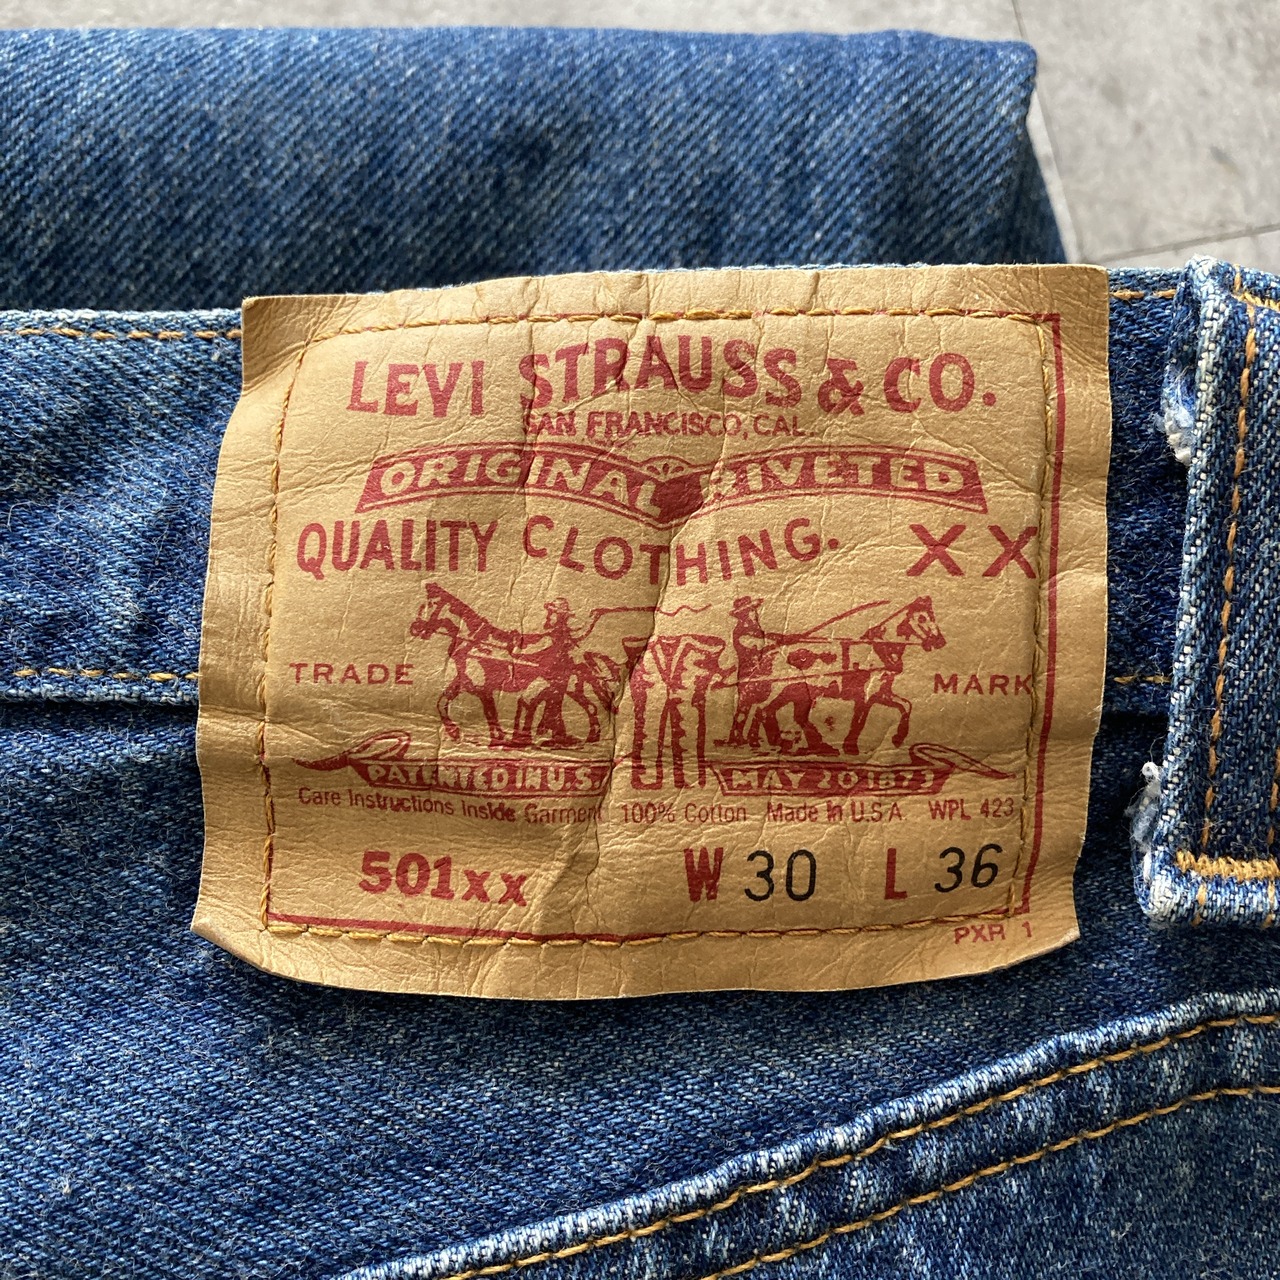 LEVI STRAUSS & CO.
SAN FRANCISCO, CAL.
ORIGINAL RIVETED
QUALITY CLOTHING. XX
TRADE MARK
PATENTED IN U.S. MAY 20 1873
Care Instructions Inside Garment 100% Cotton Made in U.S.A WPL 423
501xx W 30 L 36
PXR 1